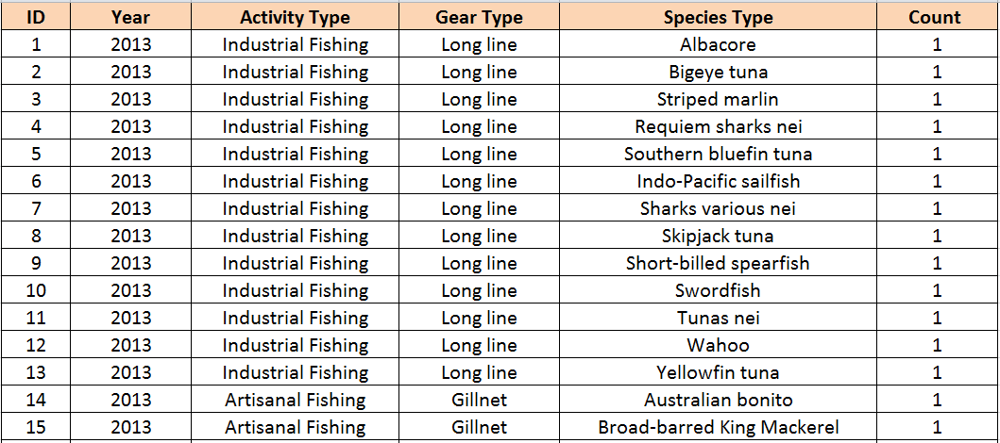 ID Year Activity Type Gear Type Species Type Count
1 2013 Industrial Fishing Long line Albacore 1
2 2013 Industrial Fishing Long line Bigeye tuna 1
3 2013 Industrial Fishing Long line Striped marlin 1
4 2013 Industrial Fishing Long line Requiem sharks nei 1
5 2013 Industrial Fishing Long line Southern bluefin tuna 1
6 2013 Industrial Fishing Long line Indo-Pacific sailfish 1
7 2013 Industrial Fishing Long line Sharks various nei 1
8 2013 Industrial Fishing Long line Skipjack tuna 1
9 2013 Industrial Fishing Long line Short-billed spearfish 1
10 2013 Industrial Fishing Long line Swordfish 1
11 2013 Industrial Fishing Long line Tunas nei 1
12 2013 Industrial Fishing Long line Wahoo 1
13 2013 Industrial Fishing Long line Yellowfin tuna 1
14 2013 Artisanal Fishing Gillnet Australian bonito 1
15 2013 Artisanal Fishing Gillnet Broad-barred King Mackerel 1